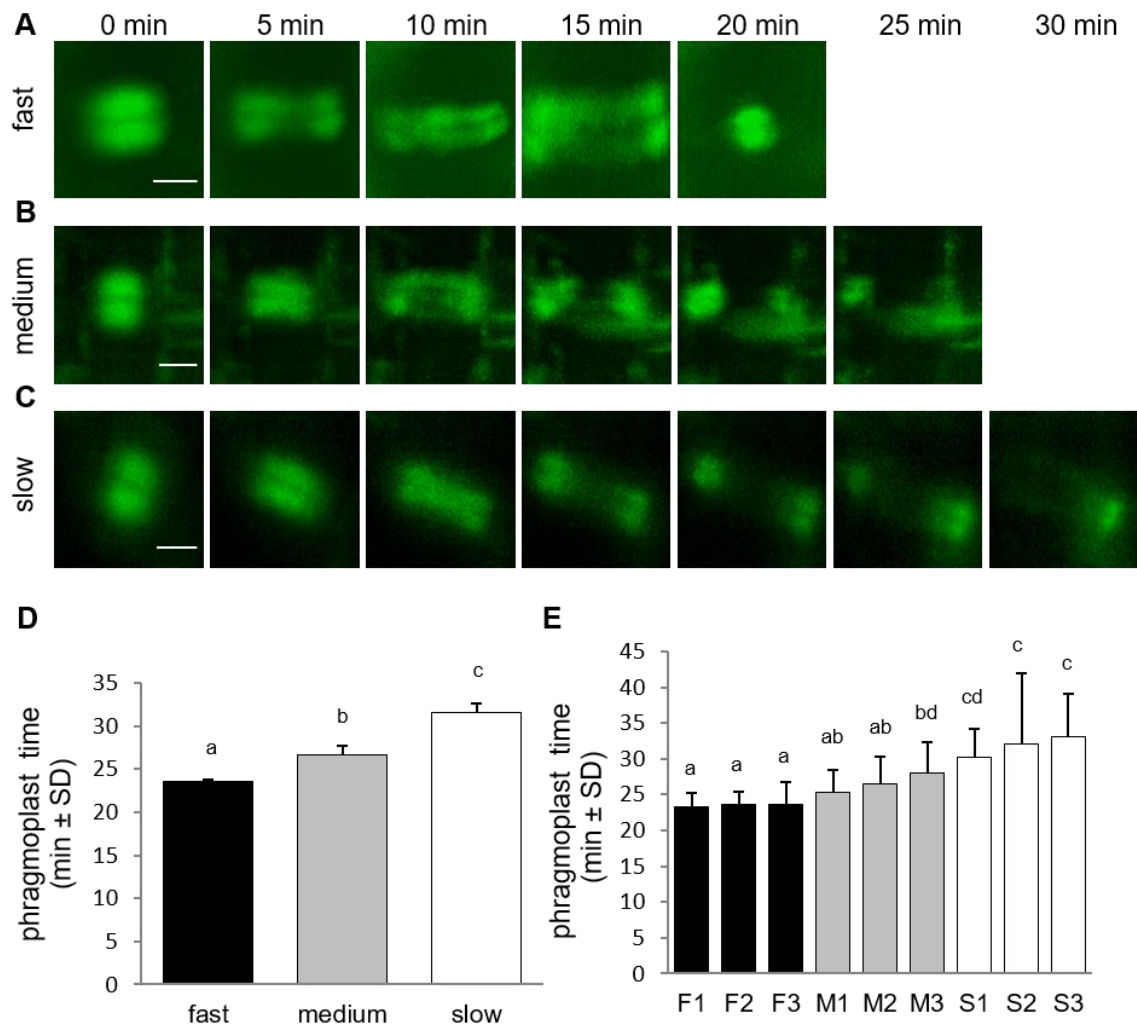 A 0 min 5 min 10 min 15 min 20 min 25 min 30 min
fast
B
medium
C
slow
D
phragmoplast time
(min ± SD)
35
30
25
20
15
10
5
0
a
b
c
fast medium slow
E
phragmoplast time
(min ± SD)
45
40
35
30
25
20
15
10
5
0
a a a ab ab bd cd c c
F1 F2 F3 M1 M2 M3 S1 S2 S3